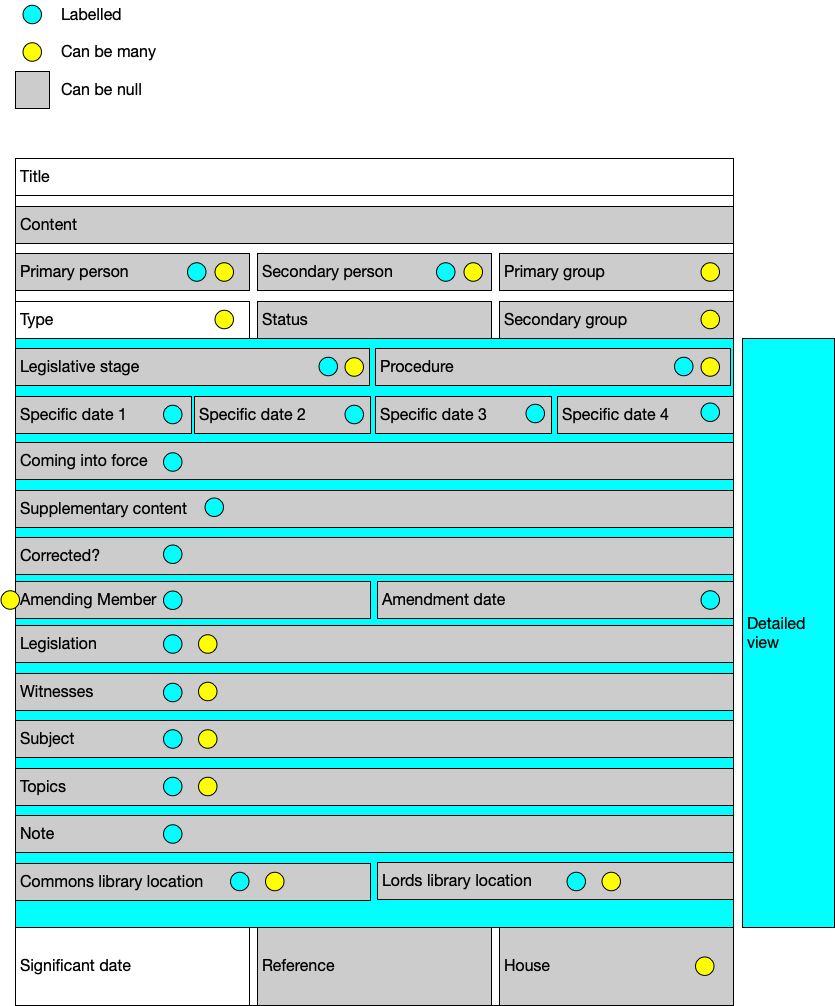 Labelled
Can be many
Can be null
Title
Content
Primary person
Secondary person
Primary group
Type
Status
Secondary group
Legislative stage
Procedure
Specific date 1
Specific date 2
Specific date 3
Specific date 4
Coming into force
Supplementary content
Corrected?
Amending Member
Amendment date
Legislation
Witnesses
Subject
Topics
Note
Commons library location
Lords library location
Detailed
view
Significant date
Reference
House